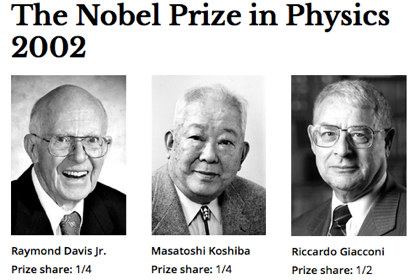 The Nobel Prize in Physics
2002
Raymond Davis Jr.
Prize share: 1/4
Masatoshi Koshiba
Prize share: 1/4
Riccardo Giacconi
Prize share: 1/2